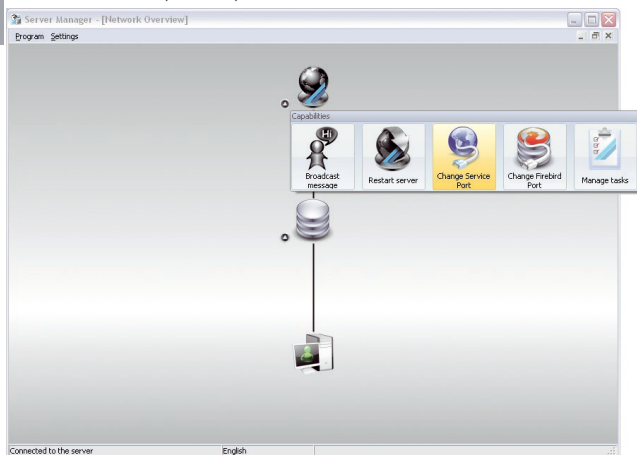 Server Manager - [Network Overview]
Program Settings
Capabilities
Hi
Broadcast message
Restart server
Change Service Port
Change Firebird Port
Manage tasks
Connected to the server
English